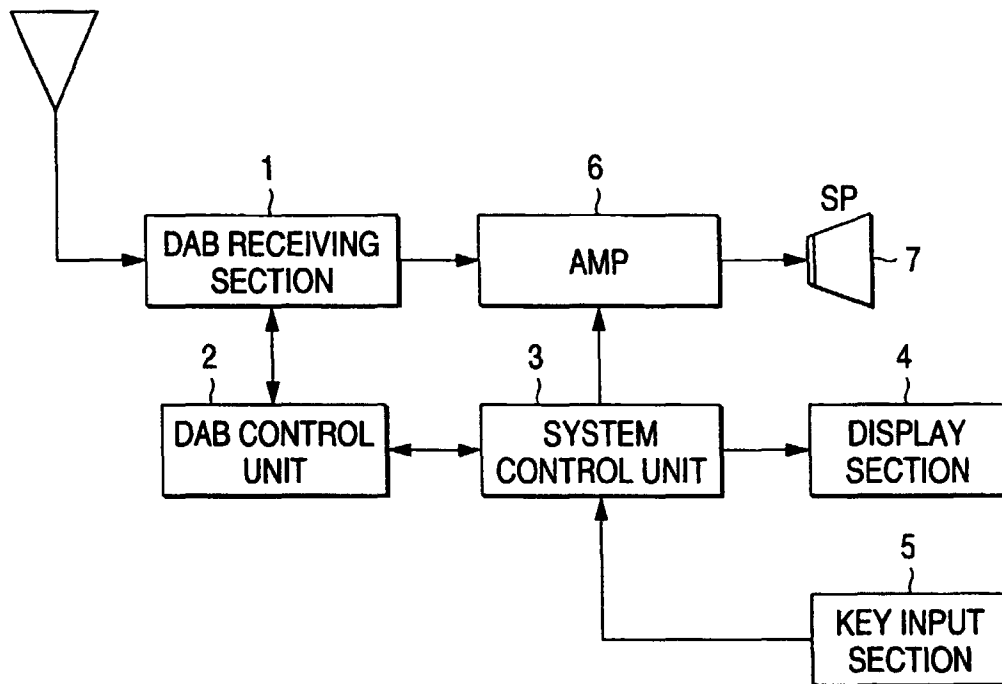 1
DAB RECEIVING
SECTION
6
AMP
SP
7
2
DAB CONTROL
UNIT
3
SYSTEM
CONTROL UNIT
4
DISPLAY
SECTION
5
KEY INPUT
SECTION